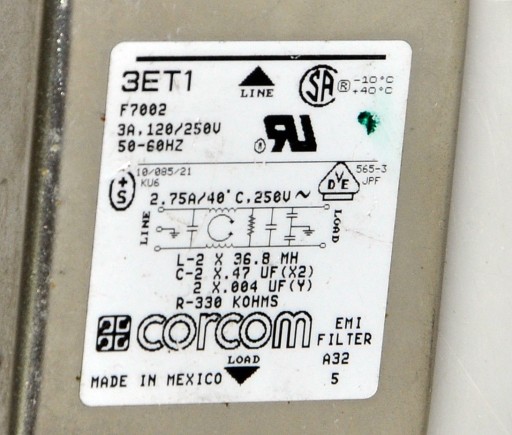 3ET1
LINE
SA ® -10°C
+40°C
F7002
3A,120/250V
50-60HZ
10/085/21
KU6
+S
VDE
565-3
JPF
2.75A/40°C,250V~
LINE
LOAD
L-2 X 36.8 MH
C-2 X.47 UF(X2)
2 X.004 UF(Y)
R-330 KOHMS
corcom
EMI
FILTER
LOAD
A32
MADE IN MEXICO
5